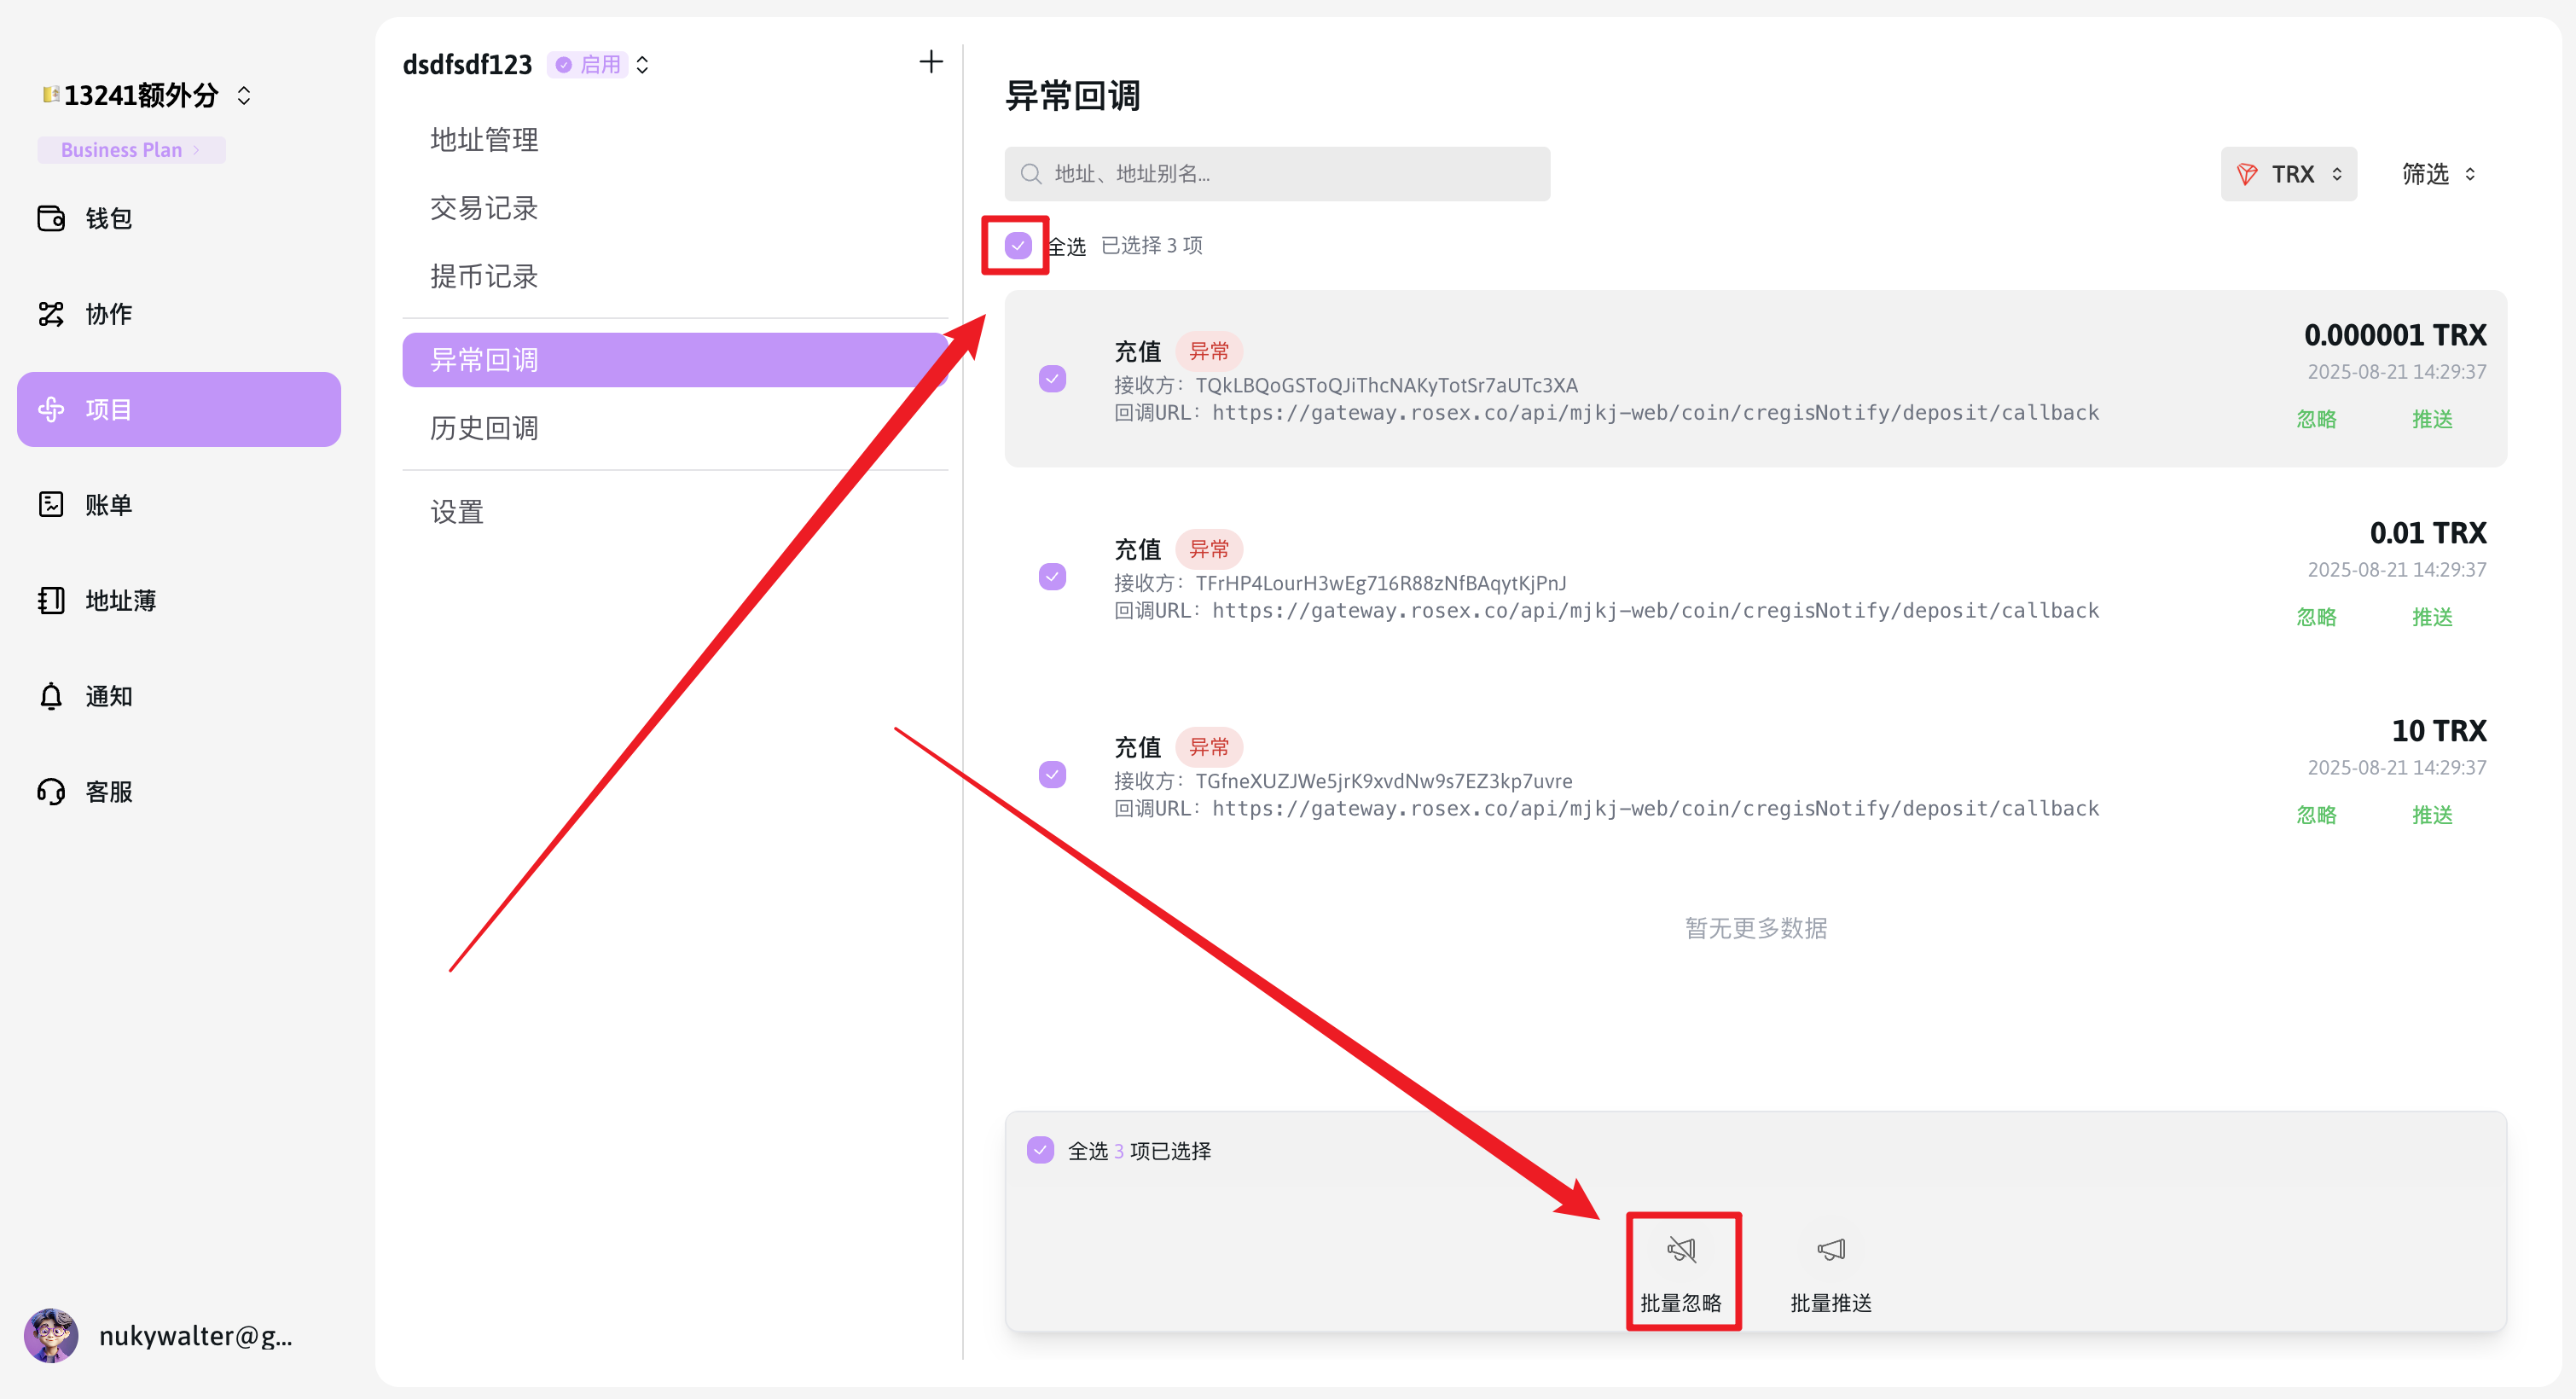 13241额外分
Business Plan
钱包
协作
项目
账单
地址薄
通知
客服
nukywalter@g...
dsdfsdf123 启用
地址管理
交易记录
提币记录
异常回调
历史回调
设置
异常回调
地址、地址别名...
TRX 筛选
全选 已选择 3 项
充值 异常
接收方：TQkLBQoGSToQJiThcNAKyTotSr7aUTc3XA
回调URL：https://gateway.rosex.co/api/mjkj-web/coin/cregisNotify/deposit/callback
0.000001 TRX
2025-08-21 14:29:37
忽略 推送
充值 异常
接收方：TFrHP4LourH3wEg716R88zNfBAqytKjPnJ
回调URL：https://gateway.rosex.co/api/mjkj-web/coin/cregisNotify/deposit/callback
0.01 TRX
2025-08-21 14:29:37
忽略 推送
充值 异常
接收方：TGfneXUZJWe5jrK9xvdNw9s7EZ3kp7uvre
回调URL：https://gateway.rosex.co/api/mjkj-web/coin/cregisNotify/deposit/callback
10 TRX
2025-08-21 14:29:37
忽略 推送
暂无更多数据
全选 3 项已选择
批量忽略 批量推送